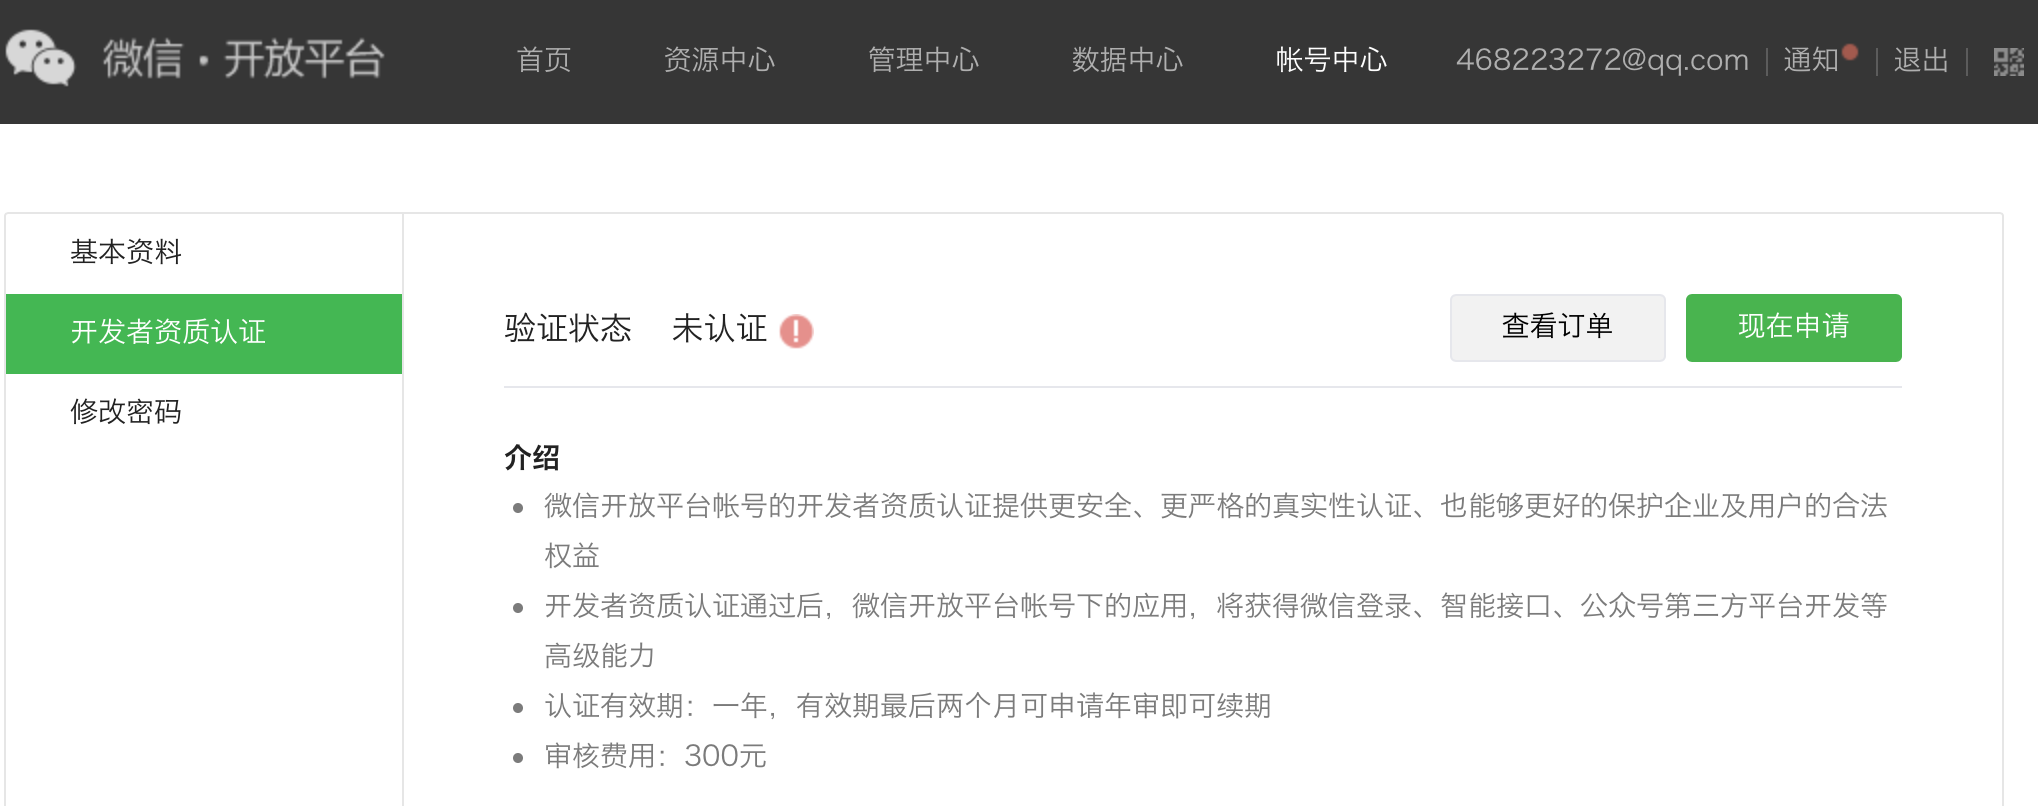 微信·开放平台 首页 资源中心 管理中心 数据中心 帐号中心 468223272@qq.com 通知 退出
基本资料
开发者资质认证
修改密码
验证状态 未认证 查看订单 现在申请
介绍
微信开放平台帐号的开发者资质认证提供更安全、更严格的真实性认证、也能够更好的保护企业及用户的合法
权益
开发者资质认证通过后，微信开放平台帐号下的应用，将获得微信登录、智能接口、公众号第三方平台开发等
高级能力
认证有效期：一年，有效期最后两个月可申请年审即可续期
审核费用：300元